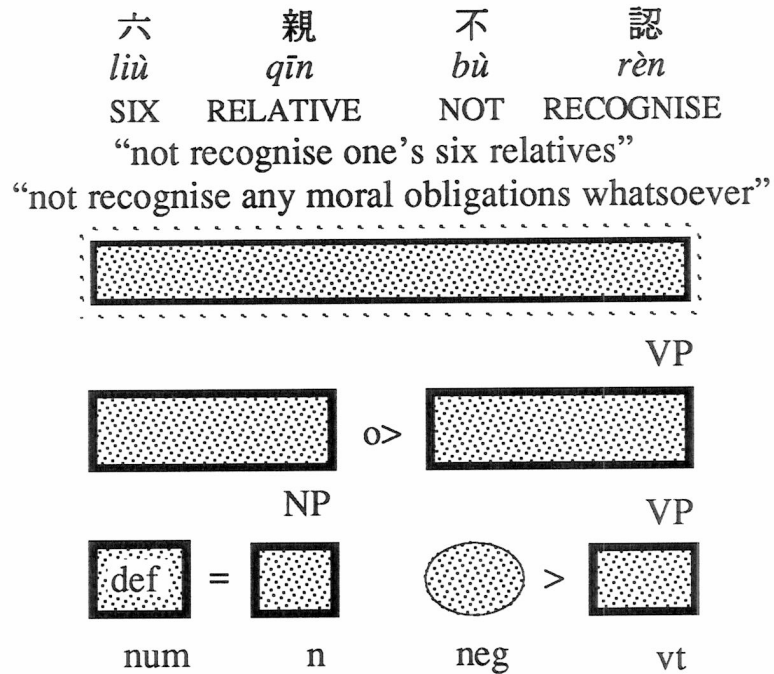 六 親 不 認
liù qīn bù rèn
SIX RELATIVE NOT RECOGNISE
“not recognise one’s six relatives”
“not recognise any moral obligations whatsoever”
VP
o>
NP VP
def = >
num n neg vt